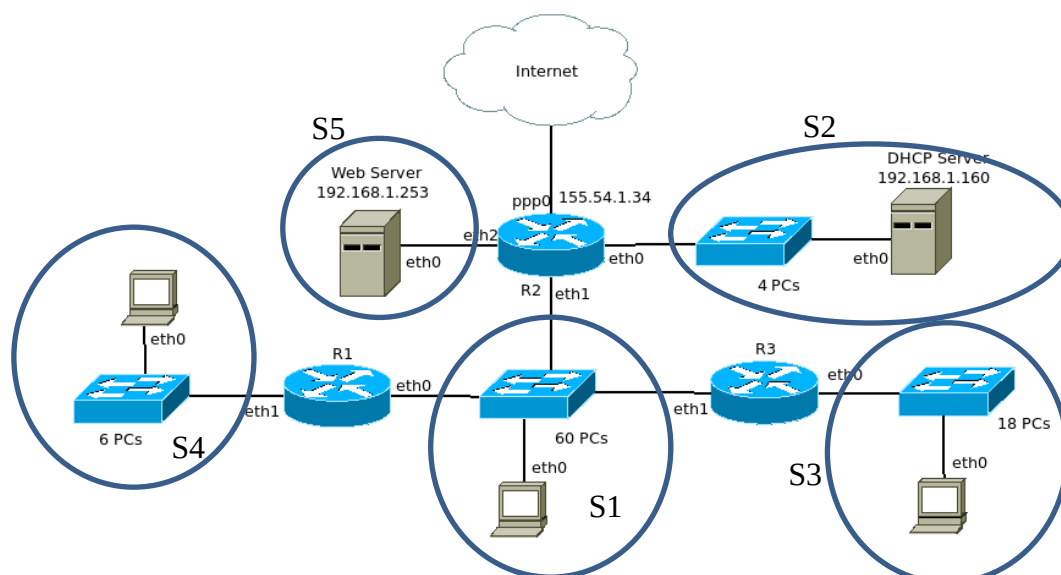 Internet
S5
S2
Web Server
192.168.1.253
DHCP Server
192.168.1.160
ppp0
155.54.1.34
eth2
eth0
eth0
eth0
R2
eth1
4 PCs
eth0
R1
R3
eth0
eth0
eth1
eth1
6 PCs
S4
60 PCs
18 PCs
eth0
eth0
S3
S1